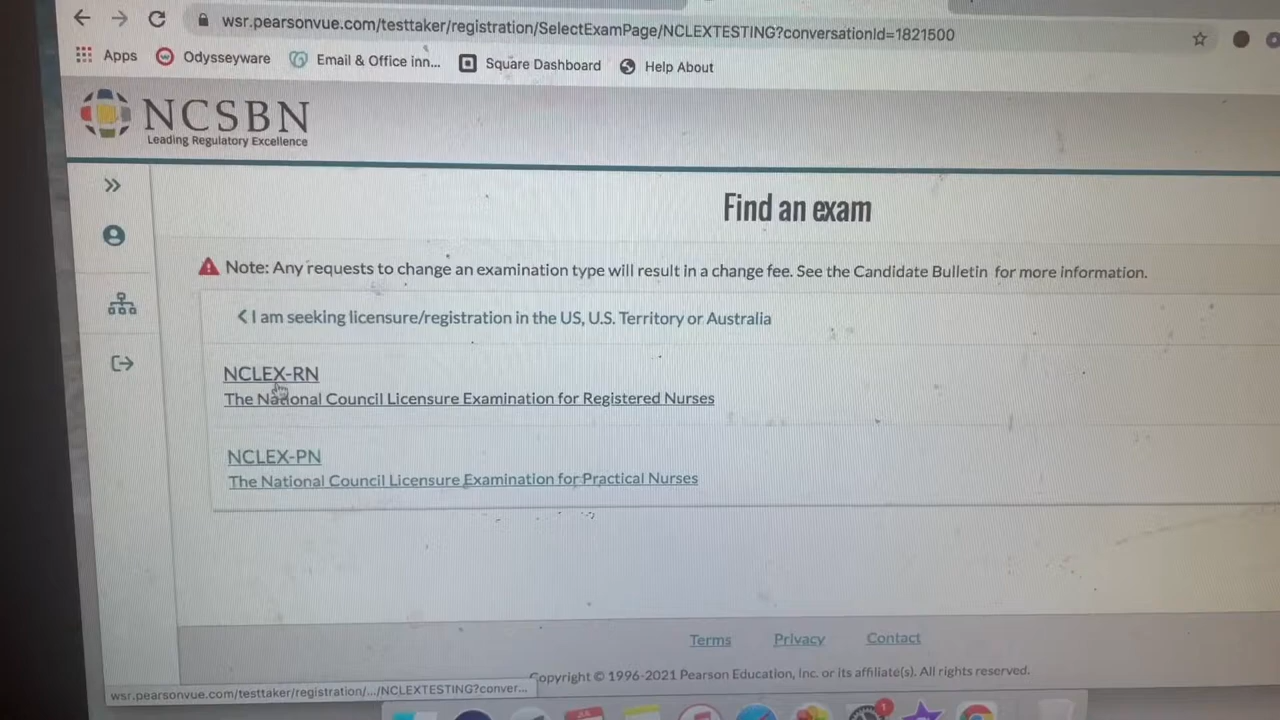 wsr.pearsonvue.com/testtaker/registration/SelectExamPage/NCLEXTESTING?conversationId=1821500
Apps Odysseyware Email & Office inn... Square Dashboard Help About
NCSBN
Leading Regulatory Excellence
Find an exam
Note: Any requests to change an examination type will result in a change fee. See the Candidate Bulletin for more information.
I am seeking licensure/registration in the US, U.S. Territory or Australia
NCLEX-RN
The National Council Licensure Examination for Registered Nurses
NCLEX-PN
The National Council Licensure Examination for Practical Nurses
Terms Privacy Contact
Copyright © 1996-2021 Pearson Education, Inc. or its affiliate(s). All rights reserved.
wsr.pearsonvue.com/testtaker/registration/.../NCLEXTESTING?conver...
1